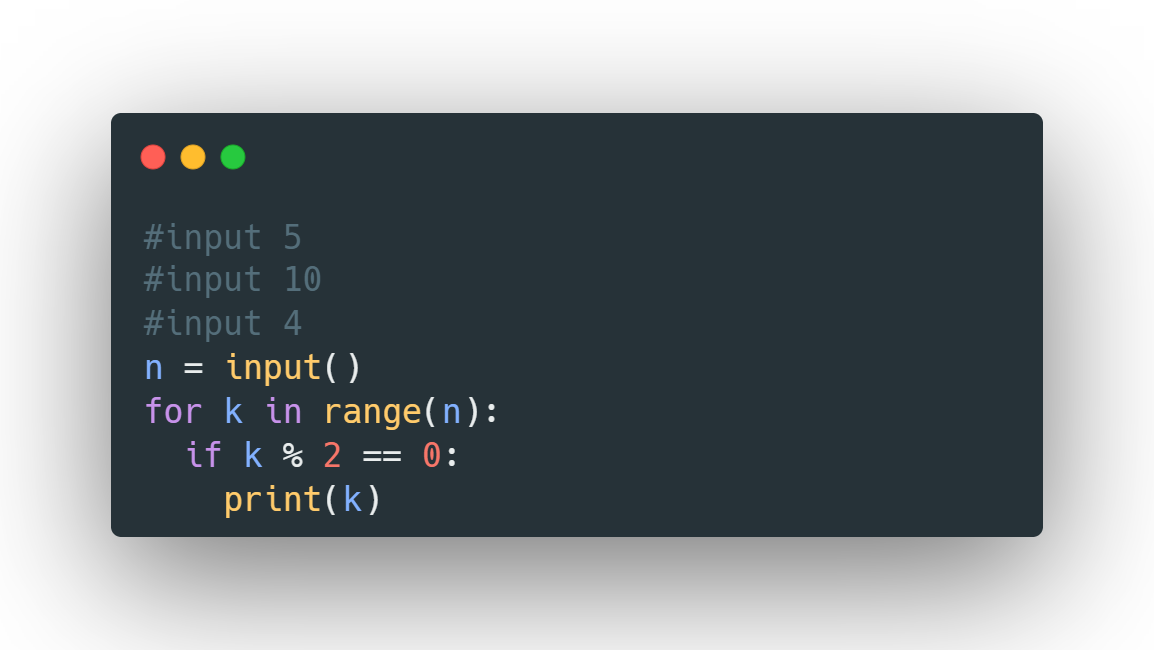 #input 5
#input 10
#input 4
n = input()
for k in range(n):
  if k % 2 == 0:
    print(k)